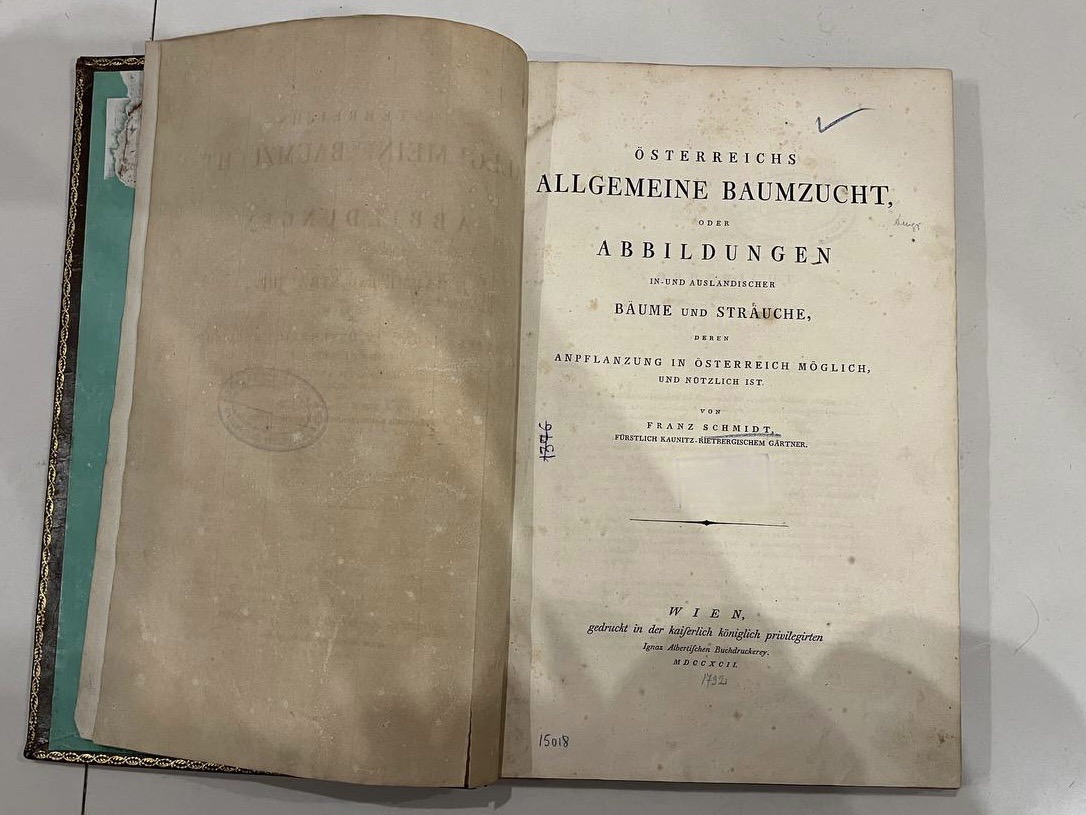 ÖSTERREICHS
ALLGEMEINE BAUMZUCHT,
ODER
ABBILDUNGEN
IN-UND AUSLÄNDISCHER
BÄUME UND STRÄUCHE,
DEREN
ANPFLANZUNG IN ÖSTERREICH MÖGLICH,
UND NÜTZLICH IST.
VON
FRANZ SCHMIDT,
FÜRSTLICH KAUNITZ-RIETBERGISCHEM GÄRTNER.
1376
WIEN,
gedruckt in der kaiſerlich königlich privilegirten
Ignaz Albertiſchen Buchdruckerey.
MDCCXCII.
1792
15018